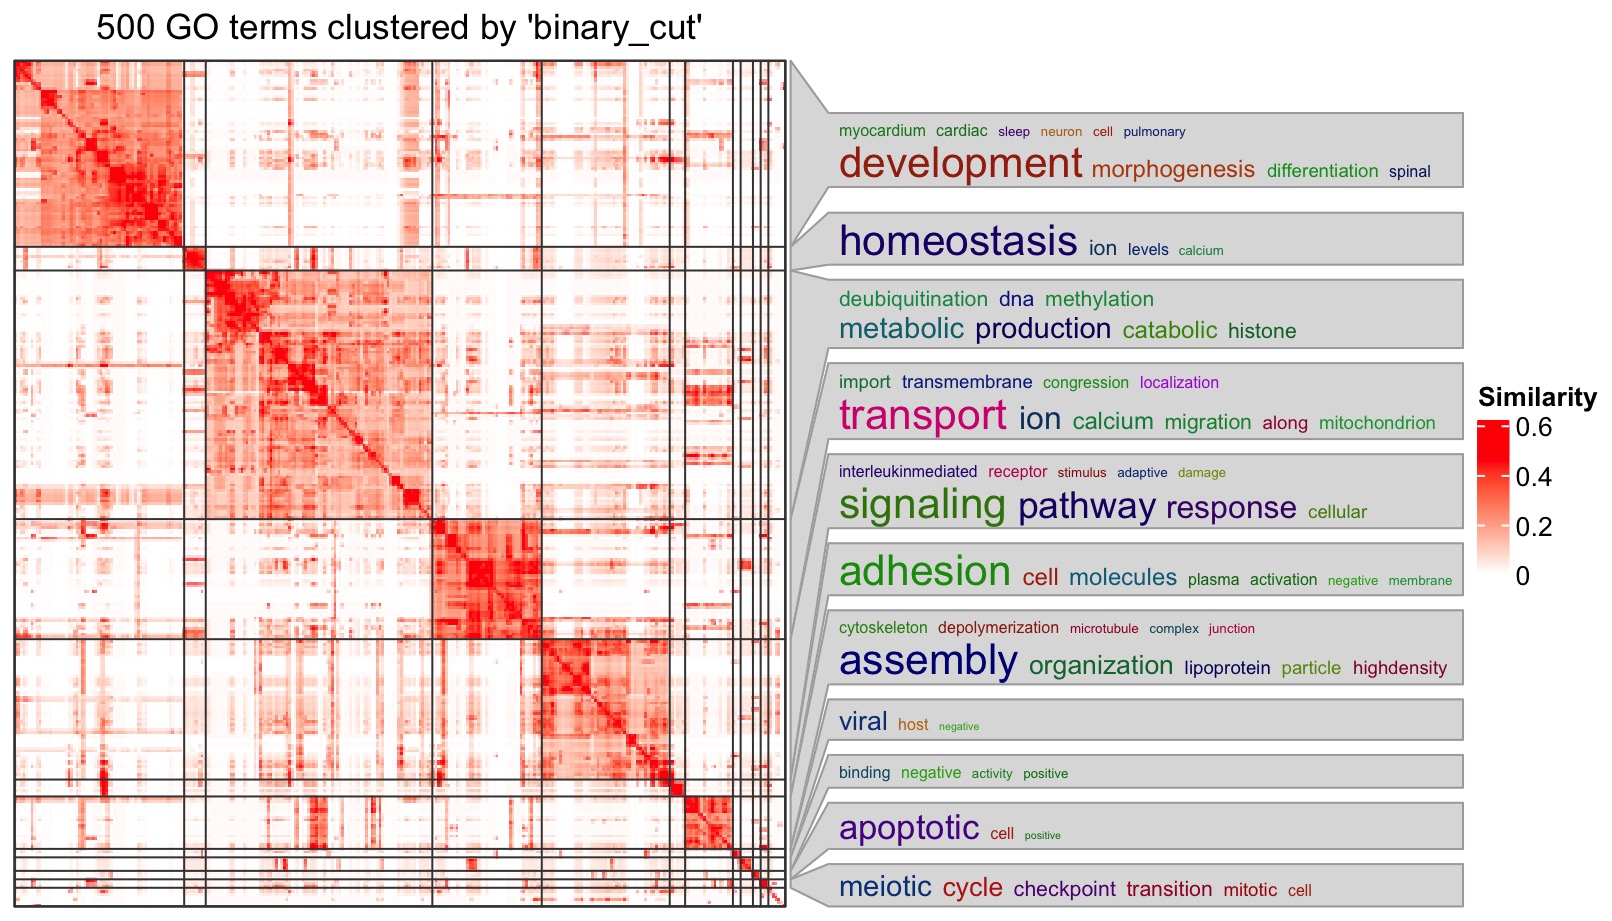 500 GO terms clustered by 'binary_cut'
myocardium cardiac sleep neuron cell pulmonary
development morphogenesis differentiation spinal
homeostasis ion levels calcium
deubiquitination dna methylation
metabolic production catabolic histone
import transmembrane congression localization
transport ion calcium migration along mitochondrion
interleukinmediated receptor stimulus adaptive damage
signaling pathway response cellular
adhesion cell molecules plasma activation negative membrane
cytoskeleton depolymerization microtubule complex junction
assembly organization lipoprotein particle highdensity
viral host negative
binding negative activity positive
apoptotic cell positive
meiotic cycle checkpoint transition mitotic cell
Similarity
0.6
0.4
0.2
0